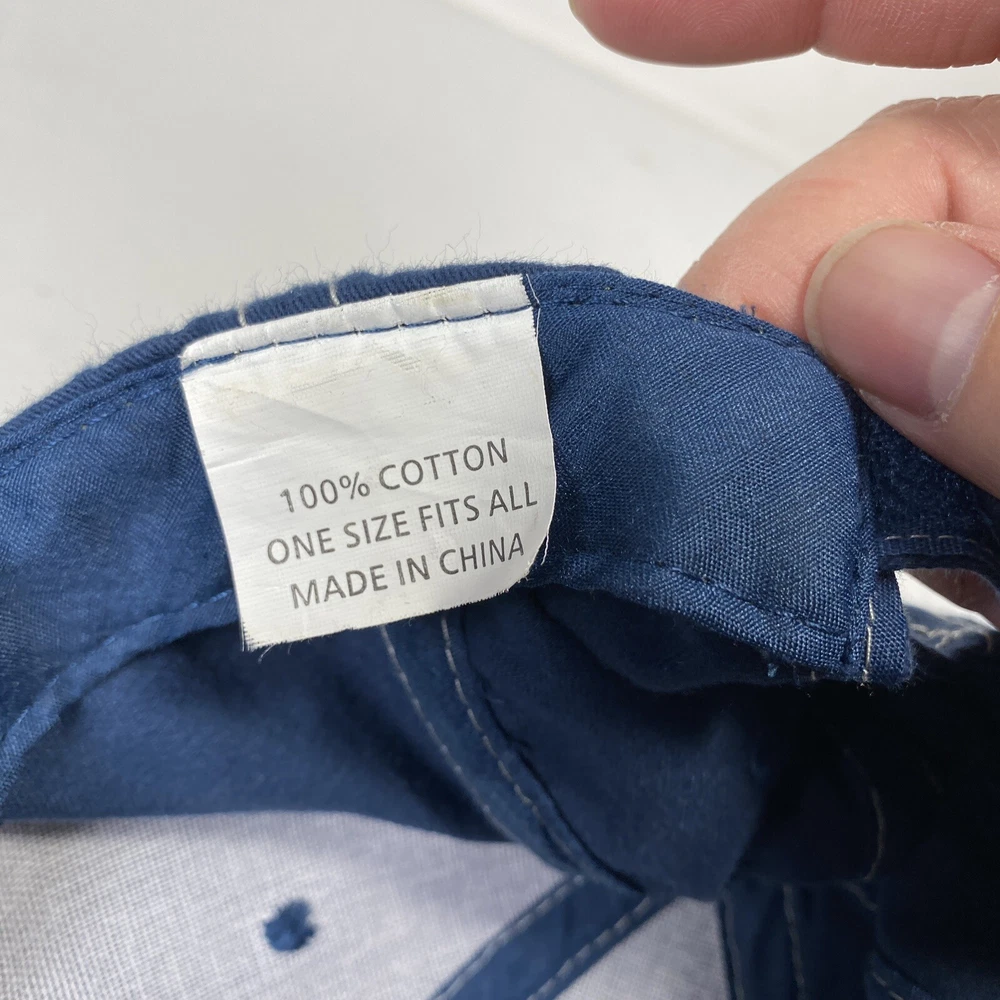 100% COTTON
ONE SIZE FITS ALL
MADE IN CHINA